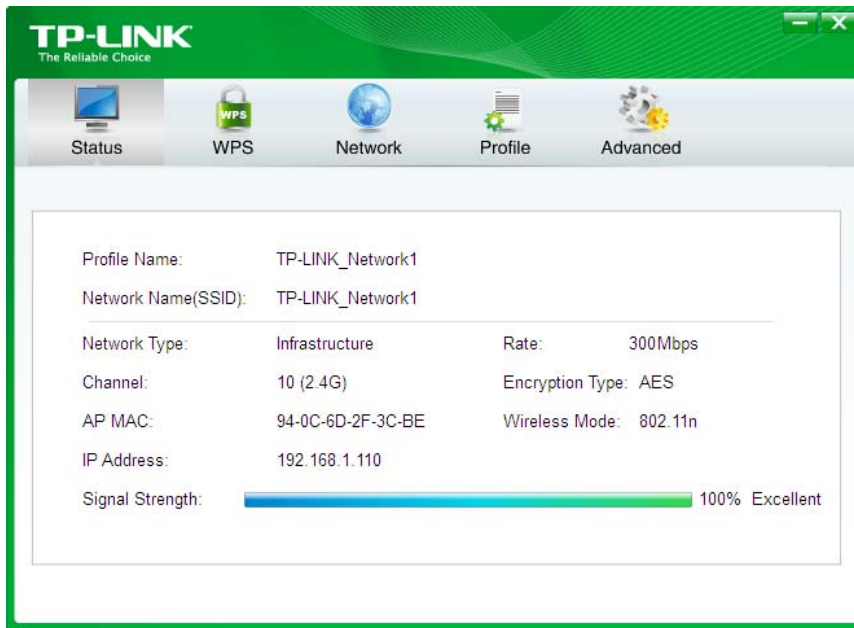 TP-LINK
The Reliable Choice
WPS
Status WPS Network Profile Advanced
Profile Name: TP-LINK_Network1
Network Name(SSID): TP-LINK_Network1
Network Type: Infrastructure Rate: 300Mbps
Channel: 10 (2.4G) Encryption Type: AES
AP MAC: 94-0C-6D-2F-3C-BE Wireless Mode: 802.11n
IP Address: 192.168.1.110
Signal Strength: 100% Excellent